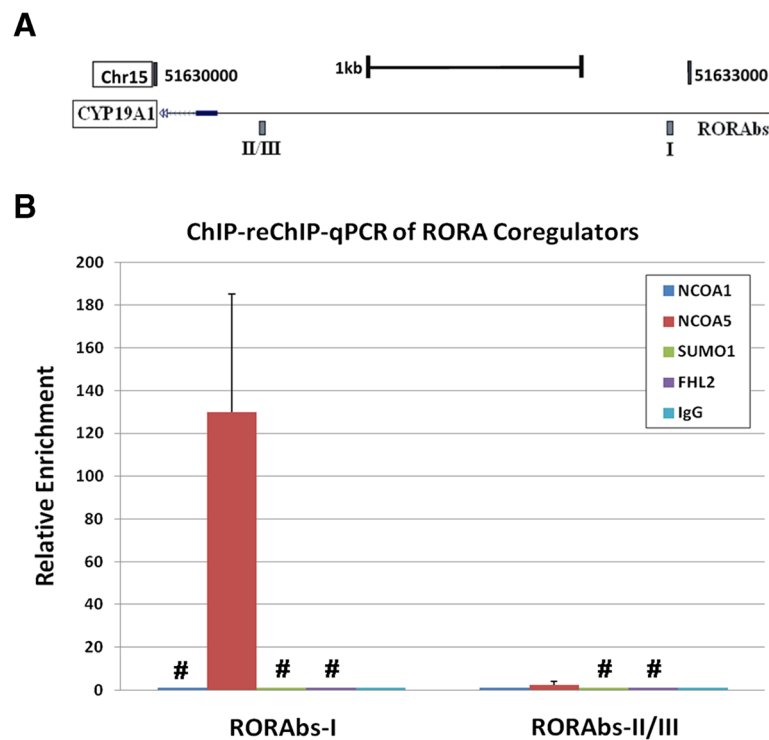 A
Chr15 51630000 1kb 51633000
CYP19A1
II/III I RORAbs
B
ChIP-reChIP-qPCR of RORA Coregulators
Relative Enrichment
200
180
160
140
120
100
80
60
40
20
0
NCOA1
NCOA5
SUMO1
FHL2
IgG
# # # # #
RORAbs-I RORAbs-II/III